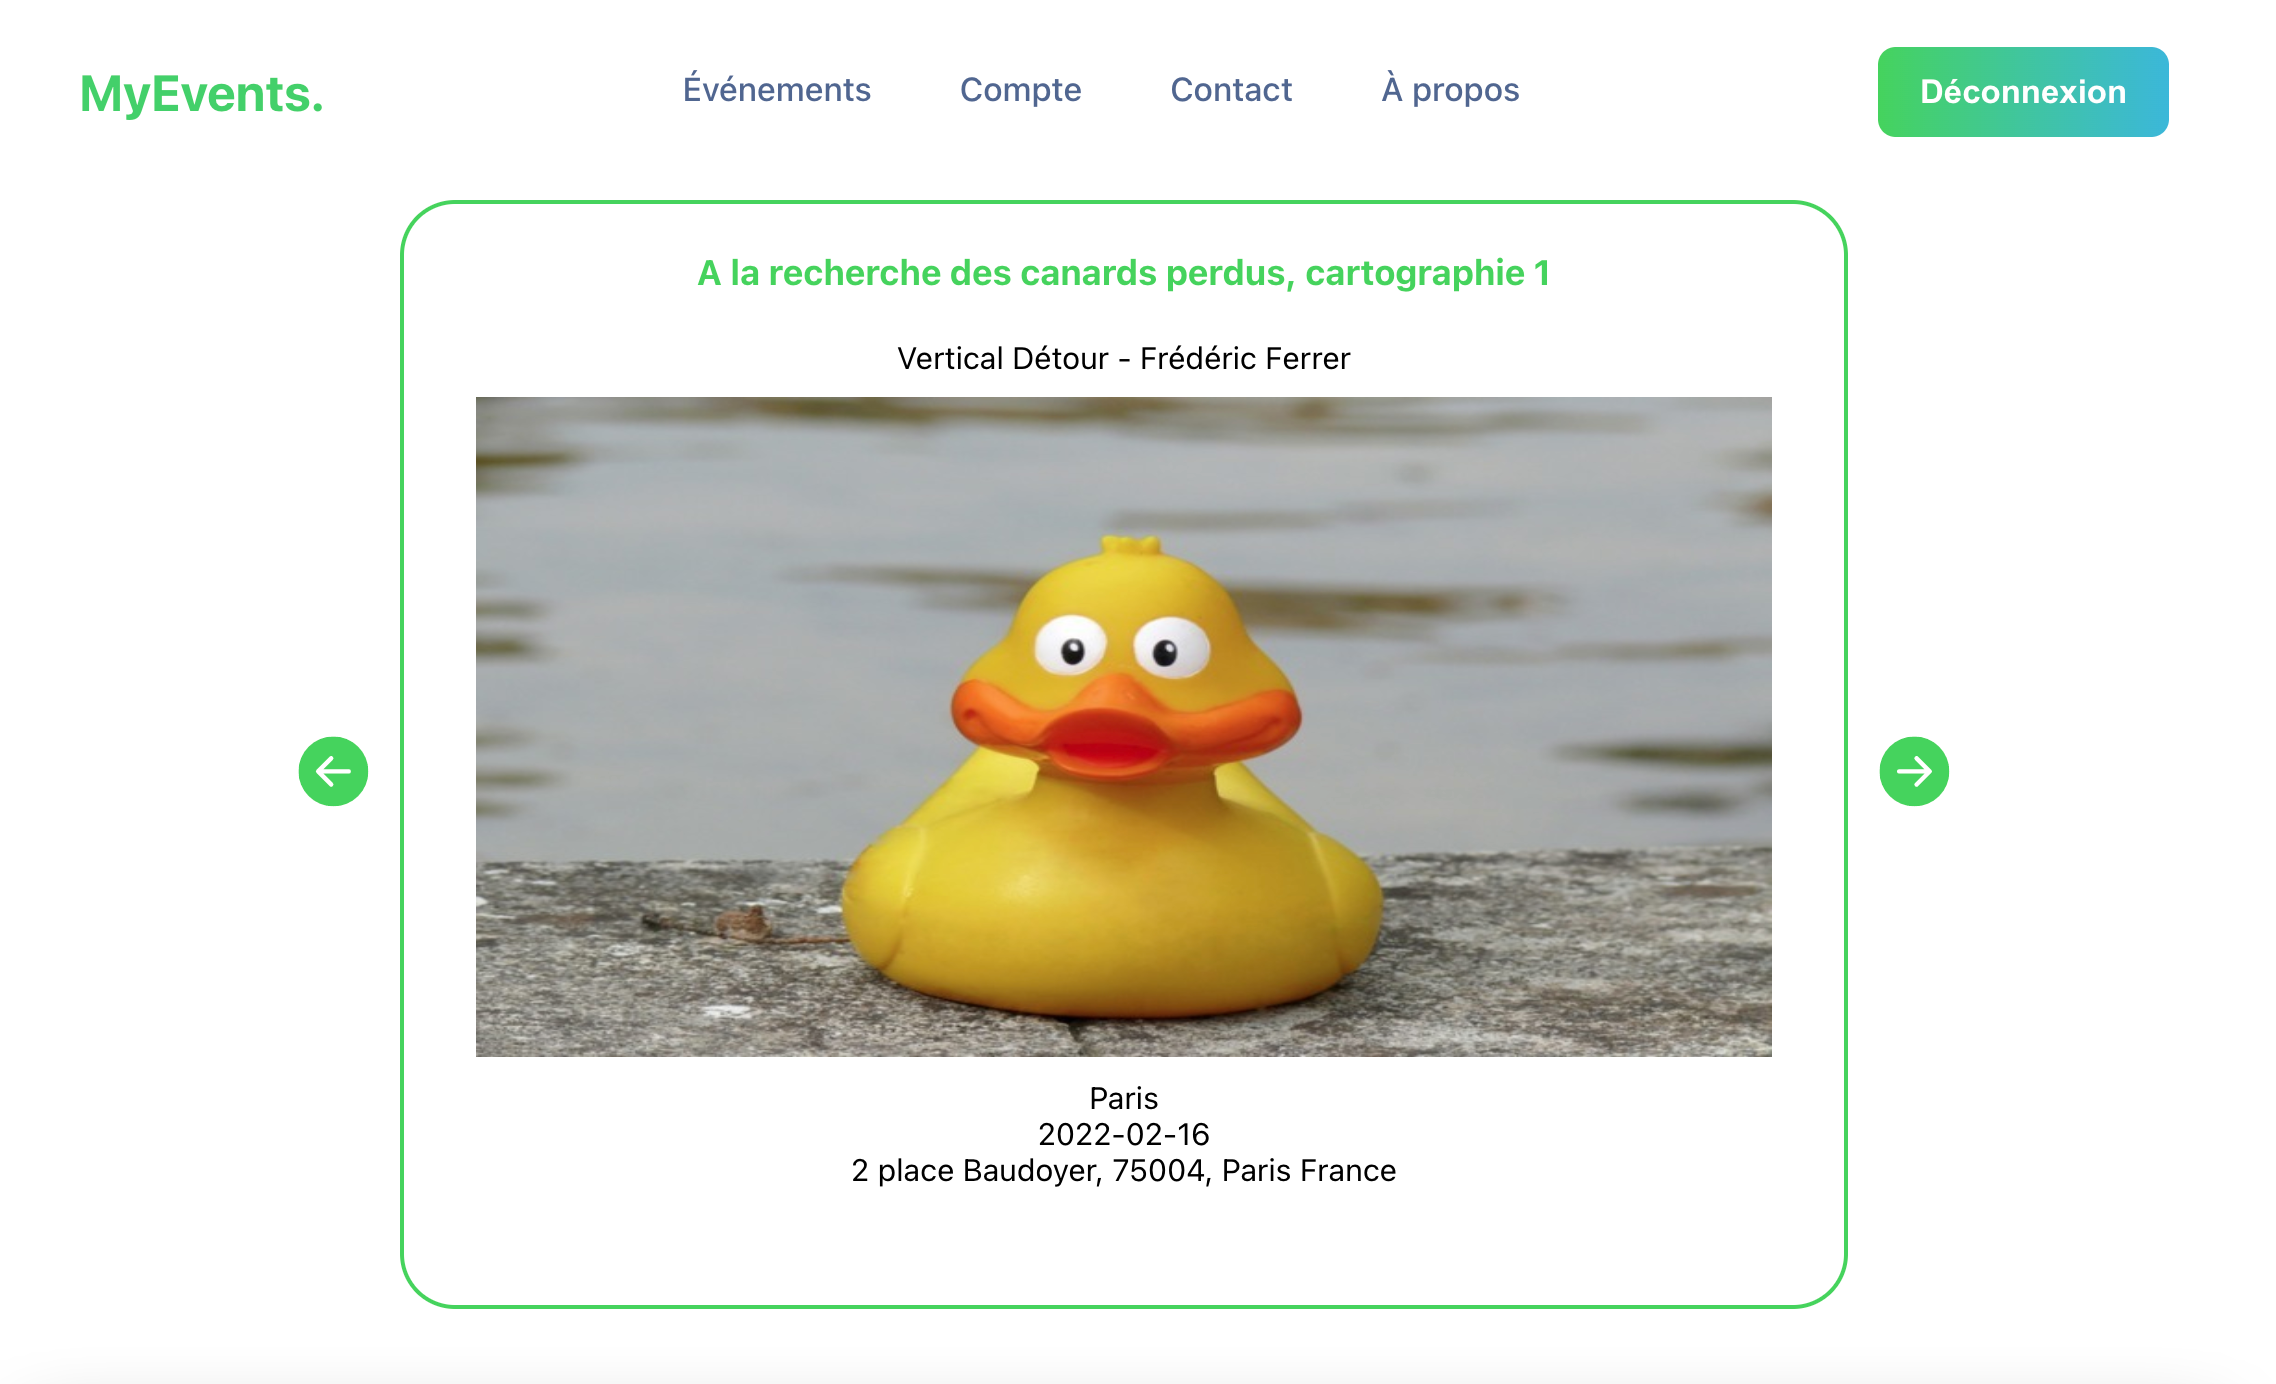 MyEvents.
Événements
Compte
Contact
À propos
Déconnexion
A la recherche des canards perdus, cartographie 1
Vertical Détour - Frédéric Ferrer
Paris
2022-02-16
2 place Baudoyer, 75004, Paris France